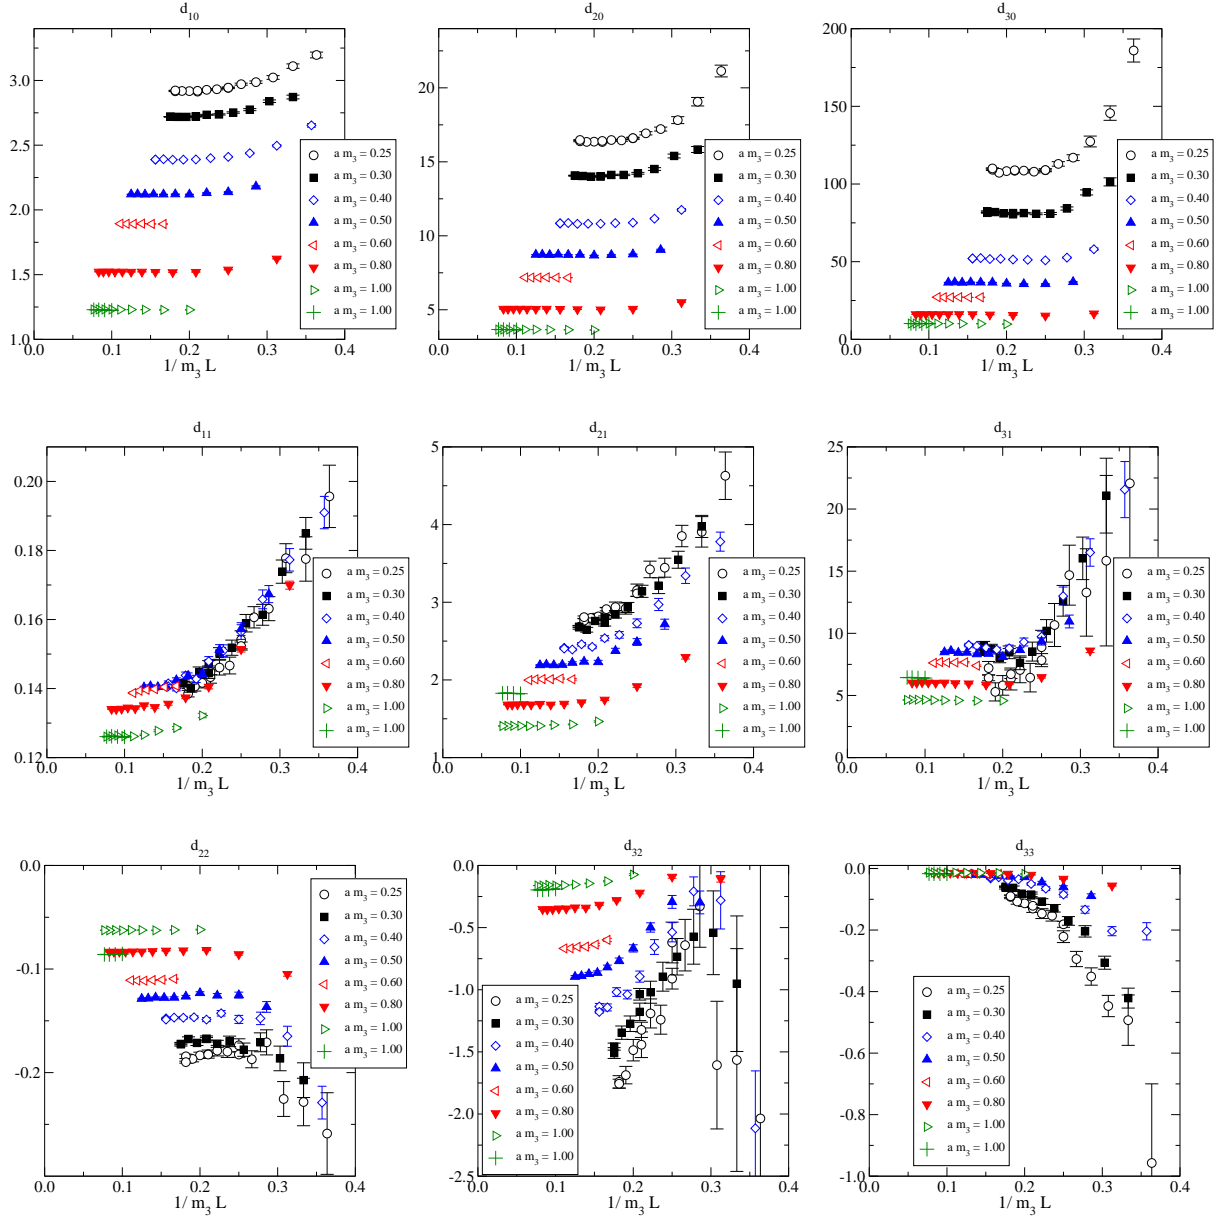 d10
3.0
2.5
2.0
1.5
1.0
0.0 0.1 0.2 0.3 0.4
1/ m3 L
a m3 = 0.25
a m3 = 0.30
a m3 = 0.40
a m3 = 0.50
a m3 = 0.60
a m3 = 0.80
a m3 = 1.00
a m3 = 1.00
d20
20
15
10
5
0.0 0.1 0.2 0.3 0.4
1/ m3 L
a m3 = 0.25
a m3 = 0.30
a m3 = 0.40
a m3 = 0.50
a m3 = 0.60
a m3 = 0.80
a m3 = 1.00
a m3 = 1.00
d30
200
150
100
50
0
0.0 0.1 0.2 0.3 0.4
1/ m3 L
a m3 = 0.25
a m3 = 0.30
a m3 = 0.40
a m3 = 0.50
a m3 = 0.60
a m3 = 0.80
a m3 = 1.00
a m3 = 1.00
d11
0.20
0.18
0.16
0.14
0.12
0.0 0.1 0.2 0.3 0.4
1/ m3 L
a m3 = 0.25
a m3 = 0.30
a m3 = 0.40
a m3 = 0.50
a m3 = 0.60
a m3 = 0.80
a m3 = 1.00
a m3 = 1.00
d21
5
4
3
2
1
0.0 0.1 0.2 0.3 0.4
1/ m3 L
a m3 = 0.25
a m3 = 0.30
a m3 = 0.40
a m3 = 0.50
a m3 = 0.60
a m3 = 0.80
a m3 = 1.00
a m3 = 1.00
d31
25
20
15
10
5
0
0.0 0.1 0.2 0.3 0.4
1/ m3 L
a m3 = 0.25
a m3 = 0.30
a m3 = 0.40
a m3 = 0.50
a m3 = 0.60
a m3 = 0.80
a m3 = 1.00
a m3 = 1.00
d22
0.0
-0.1
-0.2
0.0 0.1 0.2 0.3 0.4
1/ m3 L
a m3 = 0.25
a m3 = 0.30
a m3 = 0.40
a m3 = 0.50
a m3 = 0.60
a m3 = 0.80
a m3 = 1.00
a m3 = 1.00
d32
0.0
-0.5
-1.0
-1.5
-2.0
-2.5
0.0 0.1 0.2 0.3 0.4
1/ m3 L
a m3 = 0.25
a m3 = 0.30
a m3 = 0.40
a m3 = 0.50
a m3 = 0.60
a m3 = 0.80
a m3 = 1.00
a m3 = 1.00
d33
0.0
-0.2
-0.4
-0.6
-0.8
-1.0
0.0 0.1 0.2 0.3 0.4
1/ m3 L
a m3 = 0.25
a m3 = 0.30
a m3 = 0.40
a m3 = 0.50
a m3 = 0.60
a m3 = 0.80
a m3 = 1.00
a m3 = 1.00